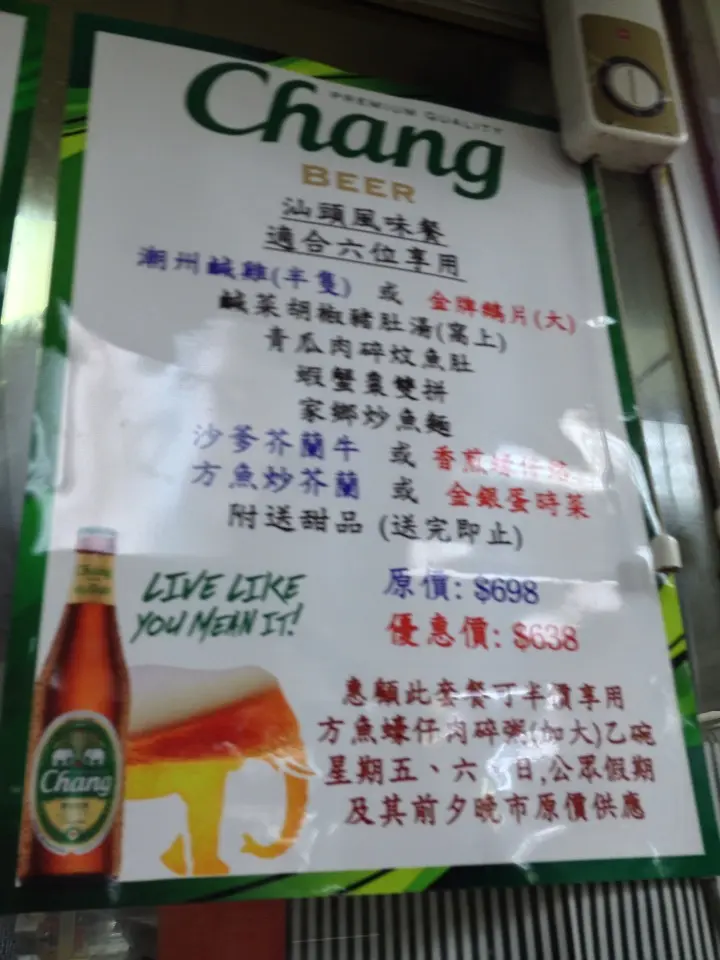 PREMIUM QUALITY
Chang
BEER
汕頭風味餐
適合六位享用
潮州鹹雞(半隻) 或 金牌鵝片(大)
鹹菜胡椒豬肚湯(窩上)
青瓜肉碎炆魚肚
蝦蟹棗雙拼
家鄉炒魚麵
沙爹芥蘭牛 或 香煎蠔仔
方魚炒芥蘭 或 金銀蛋時菜
附送甜品 (送完即止)
LIVE LIKE
YOU MEAN IT!
原價: $698
優惠價: $638
惠顧此套餐可半價享用
方魚蠔仔肉碎粥(加大)乙碗
星期五、六、日,公眾假期
及其前夕晚市原價供應
Chang